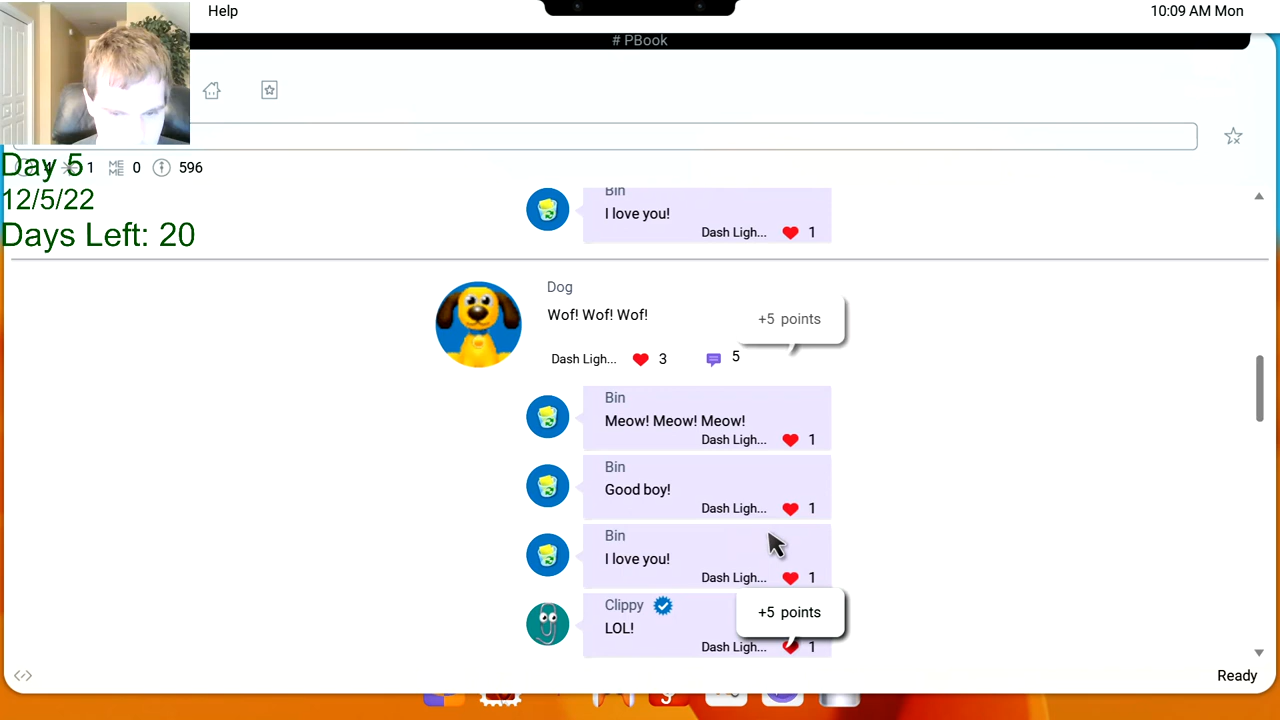 Help
10:09 AM Mon
# PBook
Day 5
4 1 MEME 0 596
12/5/22
Days Left: 20
Bin
I love you!
Dash Ligh... 1
Dog
Wof! Wof! Wof!
+5 points
Dash Ligh... 3 5
Bin
Meow! Meow! Meow!
Dash Ligh... 1
Bin
Good boy!
Dash Ligh... 1
Bin
I love you!
Dash Ligh... 1
Clippy
+5 points
LOL!
Dash Ligh... 1
Ready